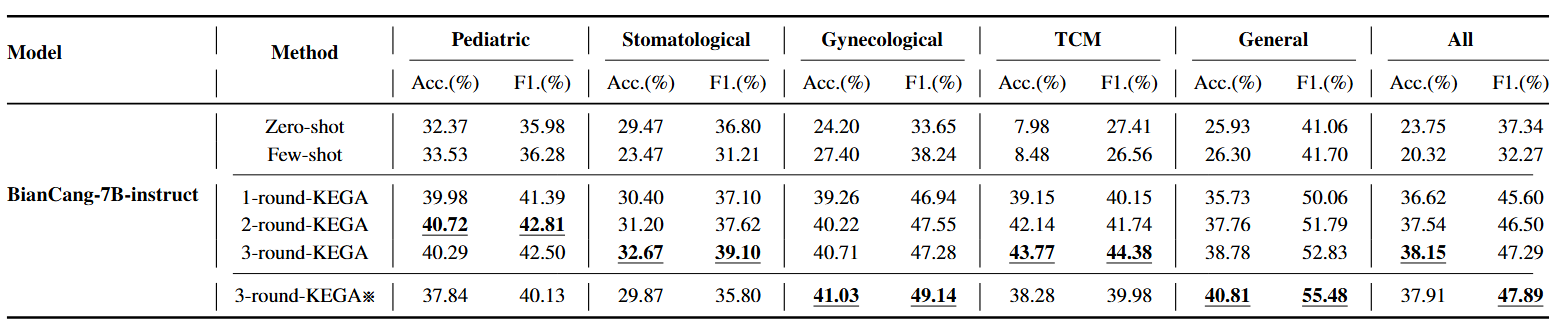 Model Method Pediatric Stomatological Gynecological TCM General All
Acc.(%) F1.(%) Acc.(%) F1.(%) Acc.(%) F1.(%) Acc.(%) F1.(%) Acc.(%) F1.(%) Acc.(%) F1.(%)
Zero-shot 32.37 35.98 29.47 36.80 24.20 33.65 7.98 27.41 25.93 41.06 23.75 37.34
Few-shot 33.53 36.28 23.47 31.21 27.40 38.24 8.48 26.56 26.30 41.70 20.32 32.27
BianCang-7B-instruct 1-round-KEGA 39.98 41.39 30.40 37.10 39.26 46.94 39.15 40.15 35.73 50.06 36.62 45.60
2-round-KEGA 40.72 42.81 31.20 37.62 40.22 47.55 42.14 41.74 37.76 51.79 37.54 46.50
3-round-KEGA 40.29 42.50 32.67 39.10 40.71 47.28 43.77 44.38 38.78 52.83 38.15 47.29
3-round-KEGA※ 37.84 40.13 29.87 35.80 41.03 49.14 38.28 39.98 40.81 55.48 37.91 47.89